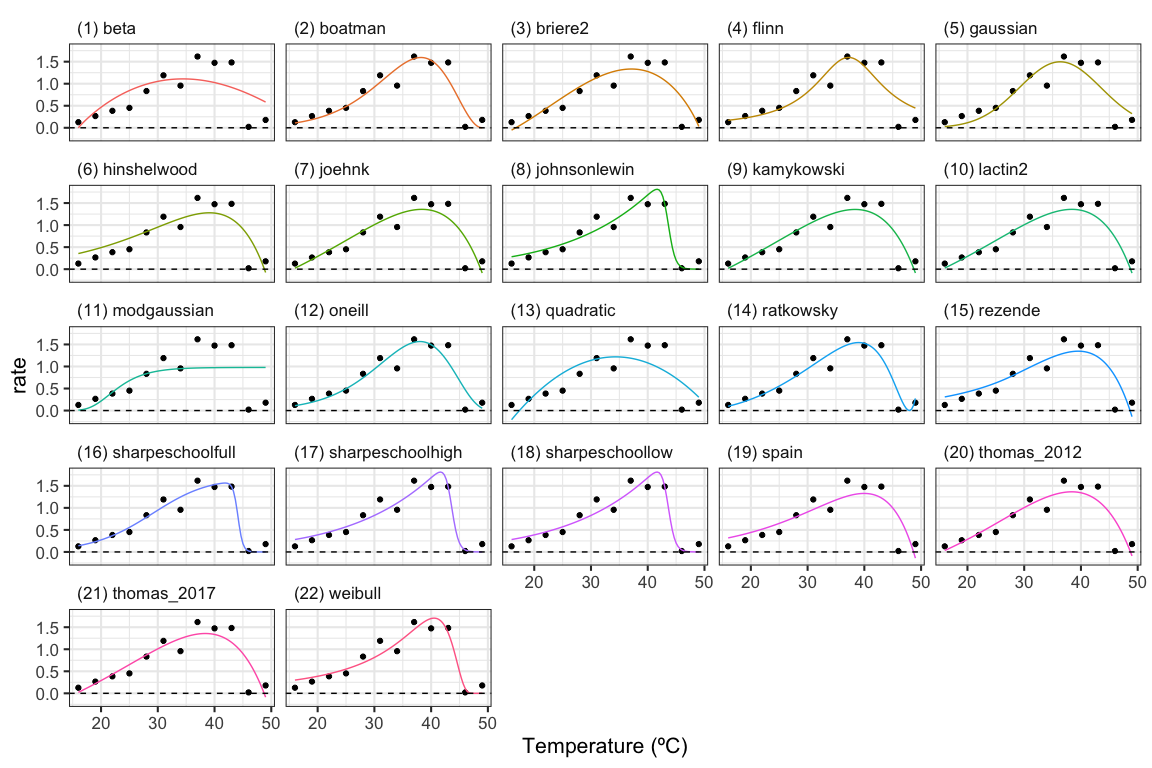 (1) beta (2) boatman (3) briere2 (4) flinn (5) gaussian
1.5
1.0
0.5
0.0
(6) hinshelwood (7) joehnk (8) johnsonlewin (9) kamykowski (10) lactin2
1.5
1.0
0.5
0.0
(11) modgaussian (12) oneill (13) quadratic (14) ratkowsky (15) rezende
rate
1.5
1.0
0.5
0.0
(16) sharpeschoolfull (17) sharpeschoolhigh (18) sharpeschoollow (19) spain (20) thomas_2012
1.5
1.0
0.5
0.0
20 30 40 50 20 30 40 50 20 30 40 50
(21) thomas_2017 (22) weibull
1.5
1.0
0.5
0.0
20 30 40 50 20 30 40 50
Temperature (ºC)